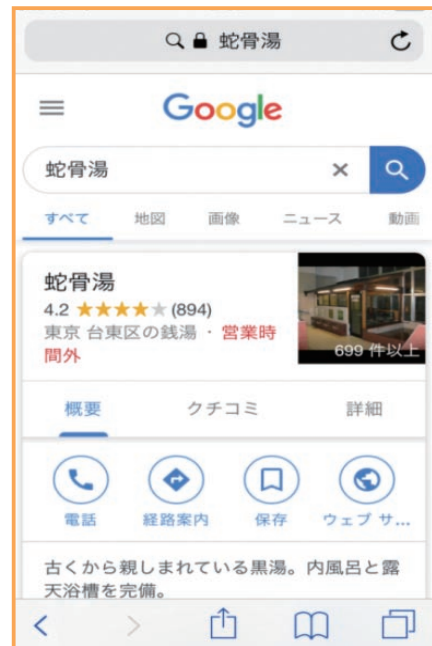 蛇骨湯
Google
蛇骨湯
すべて 地図 画像 ニュース 動画
蛇骨湯
4.2 ★★★★★ (894)
東京 台東区の銭湯 · 営業時
間外
699 件以上
概要 クチコミ 詳細
電話 経路案内 保存 ウェブ サ...
古くから親しまれている黒湯。内風呂と露
天浴槽を完備。